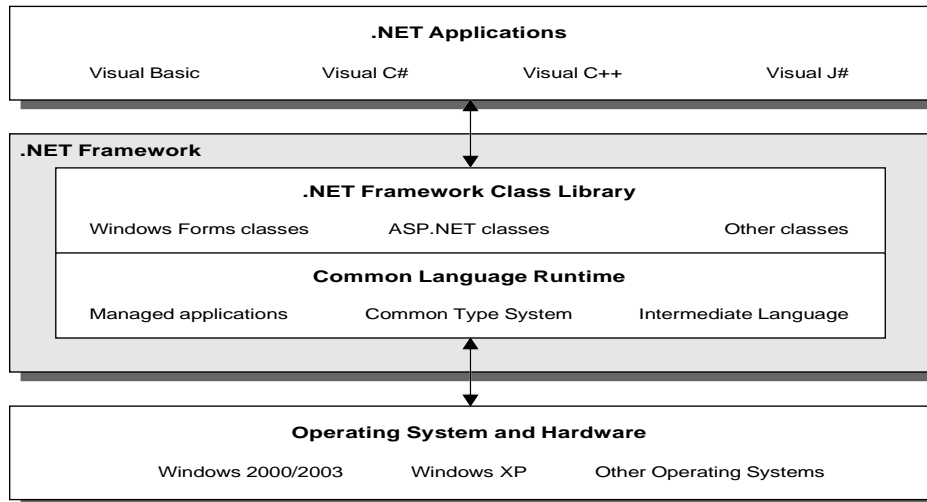 .NET Applications
Visual Basic Visual C# Visual C++ Visual J#
.NET Framework
.NET Framework Class Library
Windows Forms classes ASP.NET classes Other classes
Common Language Runtime
Managed applications Common Type System Intermediate Language
Operating System and Hardware
Windows 2000/2003 Windows XP Other Operating Systems